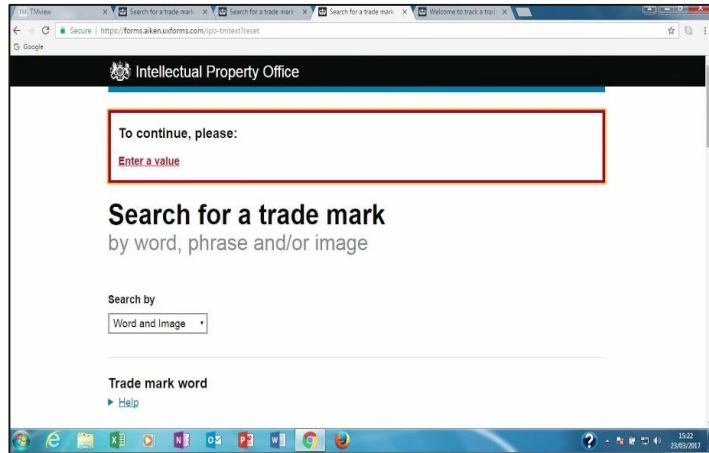 TM TMview
Search for a trade mark
Search for a trade mark
Search for a trade mark
Welcome to track a trai
Secure | https://forms.aiken.uxforms.com/ipo-tmtext?reset
Google
Intellectual Property Office
To continue, please:
Enter a value
Search for a trade mark
by word, phrase and/or image
Search by
Word and Image
Trade mark word
Help
15:22
23/03/2017